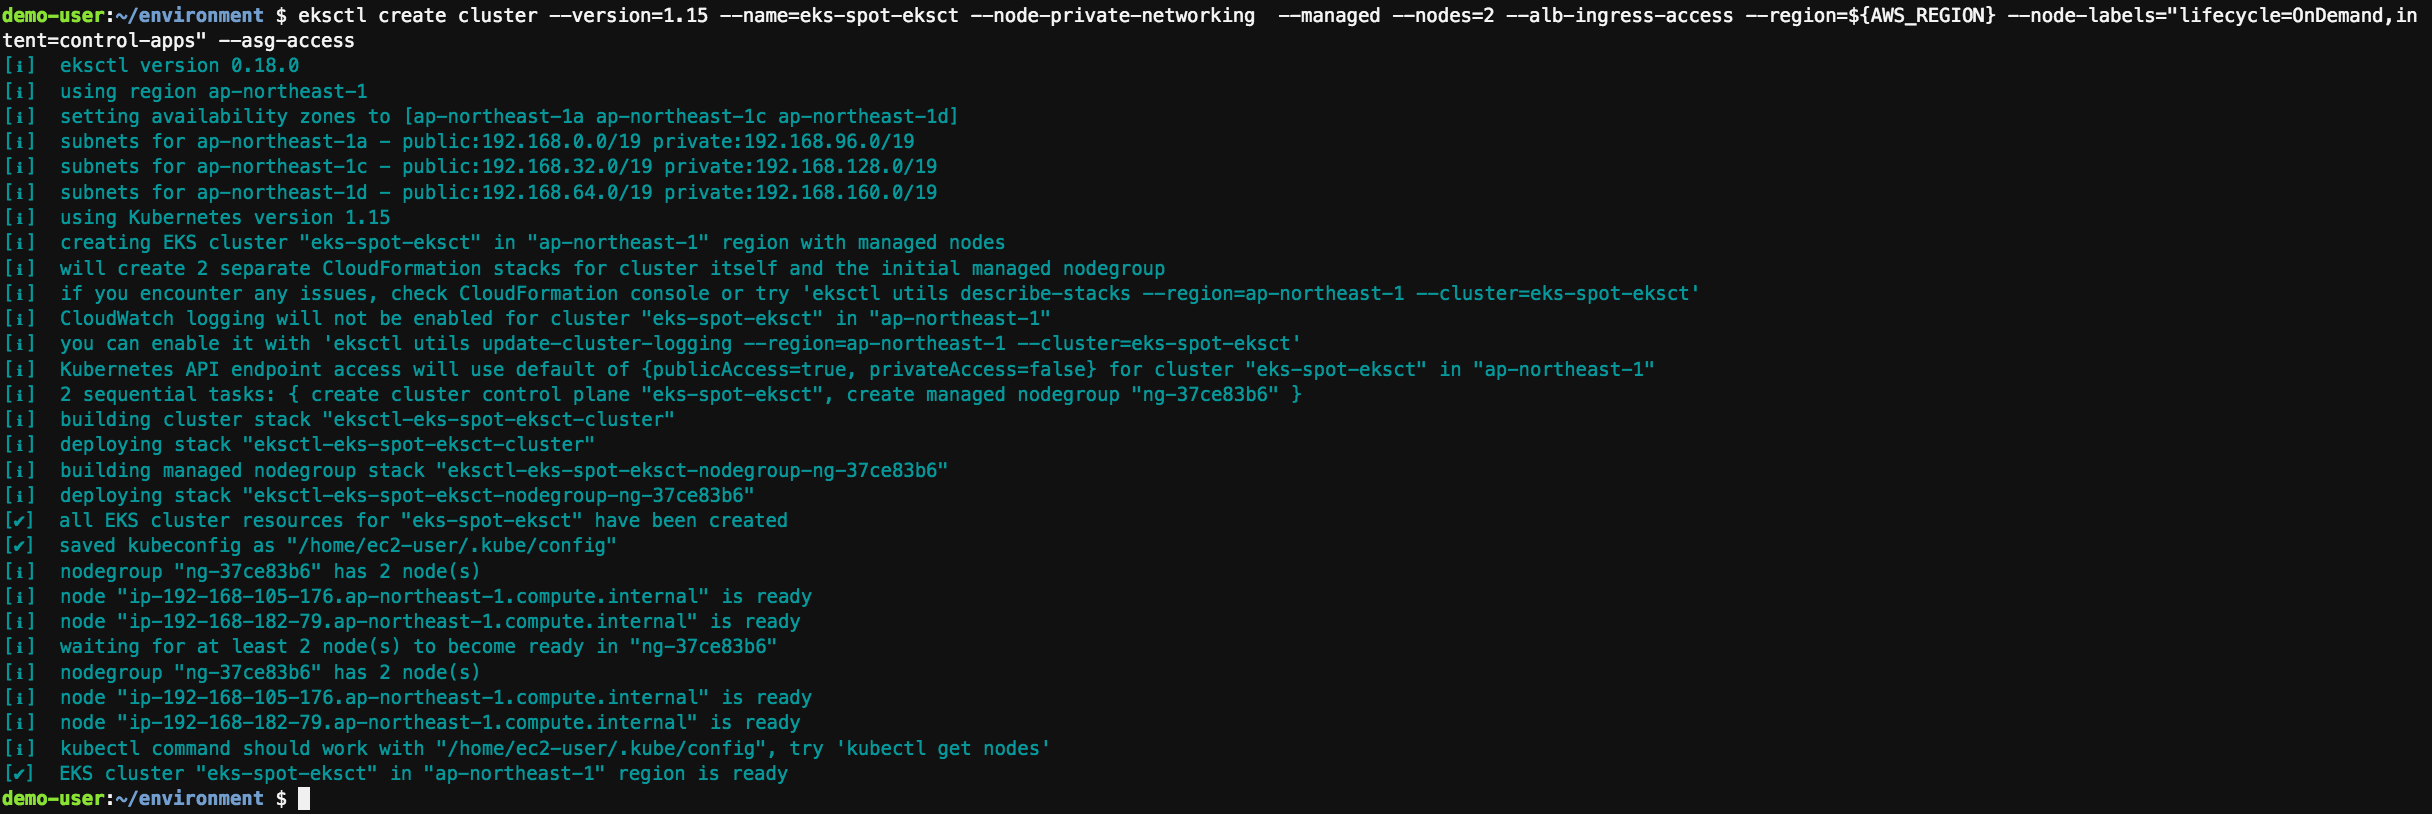 demo-user:~/environment $ eksctl create cluster --version=1.15 --name=eks-spot-eksct --node-private-networking  --managed --nodes=2 --alb-ingress-access --region=${AWS_REGION} --node-labels="lifecycle=OnDemand,in
tent=control-apps" --asg-access
[ℹ]  eksctl version 0.18.0
[ℹ]  using region ap-northeast-1
[ℹ]  setting availability zones to [ap-northeast-1a ap-northeast-1c ap-northeast-1d]
[ℹ]  subnets for ap-northeast-1a - public:192.168.0.0/19 private:192.168.96.0/19
[ℹ]  subnets for ap-northeast-1c - public:192.168.32.0/19 private:192.168.128.0/19
[ℹ]  subnets for ap-northeast-1d - public:192.168.64.0/19 private:192.168.160.0/19
[ℹ]  using Kubernetes version 1.15
[ℹ]  creating EKS cluster "eks-spot-eksct" in "ap-northeast-1" region with managed nodes
[ℹ]  will create 2 separate CloudFormation stacks for cluster itself and the initial managed nodegroup
[ℹ]  if you encounter any issues, check CloudFormation console or try 'eksctl utils describe-stacks --region=ap-northeast-1 --cluster=eks-spot-eksct'
[ℹ]  CloudWatch logging will not be enabled for cluster "eks-spot-eksct" in "ap-northeast-1"
[ℹ]  you can enable it with 'eksctl utils update-cluster-logging --region=ap-northeast-1 --cluster=eks-spot-eksct'
[ℹ]  Kubernetes API endpoint access will use default of {publicAccess=true, privateAccess=false} for cluster "eks-spot-eksct" in "ap-northeast-1"
[ℹ]  2 sequential tasks: { create cluster control plane "eks-spot-eksct", create managed nodegroup "ng-37ce83b6" }
[ℹ]  building cluster stack "eksctl-eks-spot-eksct-cluster"
[ℹ]  deploying stack "eksctl-eks-spot-eksct-cluster"
[ℹ]  building managed nodegroup stack "eksctl-eks-spot-eksct-nodegroup-ng-37ce83b6"
[ℹ]  deploying stack "eksctl-eks-spot-eksct-nodegroup-ng-37ce83b6"
[✔]  all EKS cluster resources for "eks-spot-eksct" have been created
[✔]  saved kubeconfig as "/home/ec2-user/.kube/config"
[ℹ]  nodegroup "ng-37ce83b6" has 2 node(s)
[ℹ]  node "ip-192-168-105-176.ap-northeast-1.compute.internal" is ready
[ℹ]  node "ip-192-168-182-79.ap-northeast-1.compute.internal" is ready
[ℹ]  waiting for at least 2 node(s) to become ready in "ng-37ce83b6"
[ℹ]  nodegroup "ng-37ce83b6" has 2 node(s)
[ℹ]  node "ip-192-168-105-176.ap-northeast-1.compute.internal" is ready
[ℹ]  node "ip-192-168-182-79.ap-northeast-1.compute.internal" is ready
[ℹ]  kubectl command should work with "/home/ec2-user/.kube/config", try 'kubectl get nodes'
[✔]  EKS cluster "eks-spot-eksct" in "ap-northeast-1" region is ready
demo-user:~/environment $